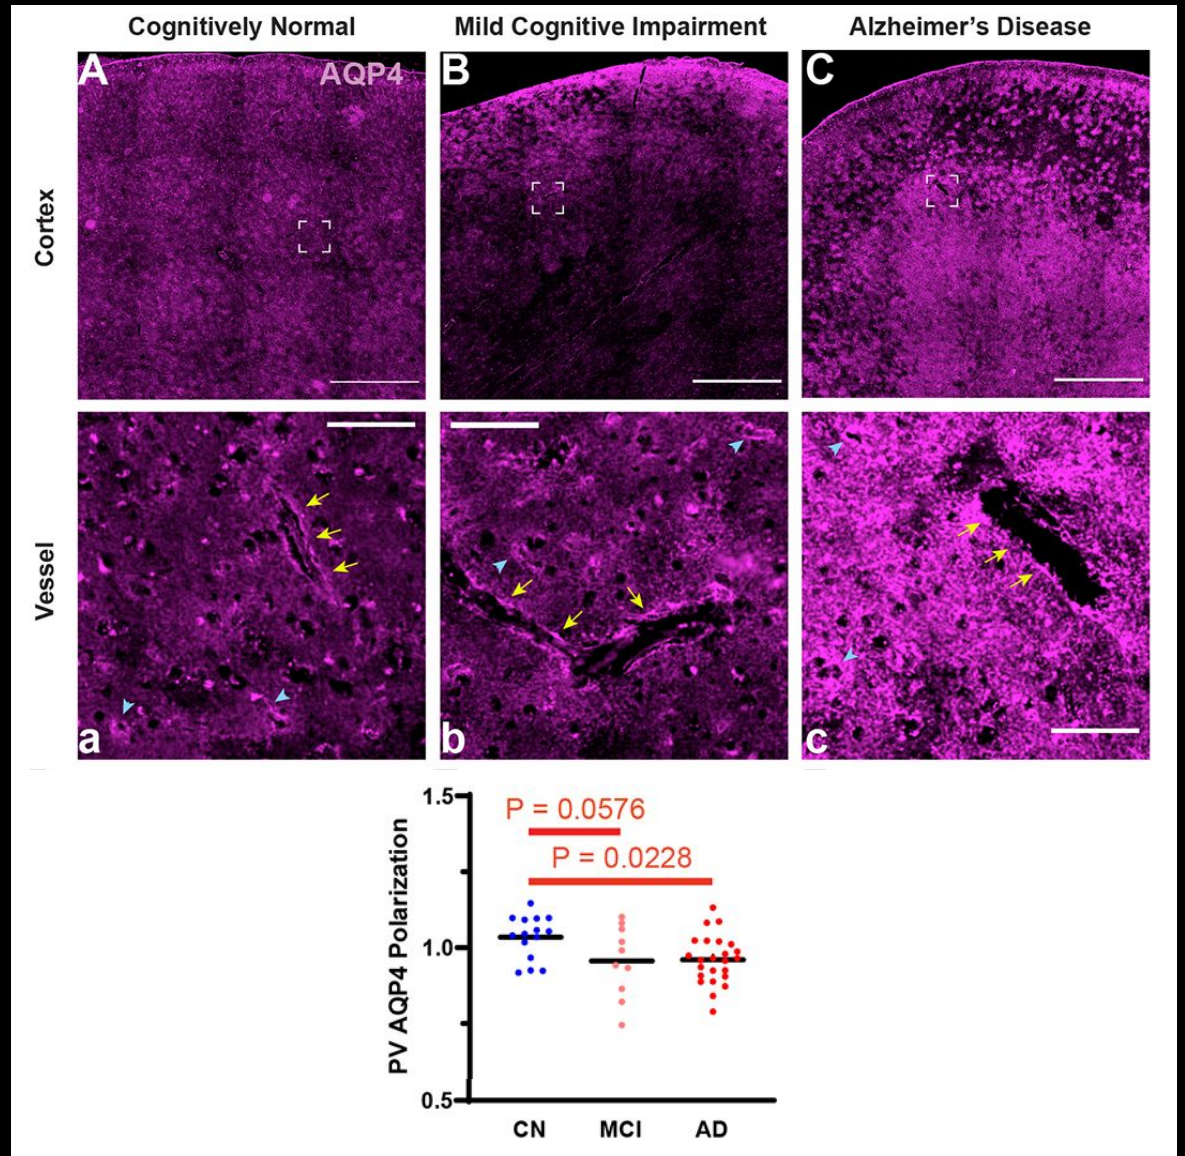 Cognitively Normal
Mild Cognitive Impairment
Alzheimer's Disease
Cortex
A
AQP4
B
C
Vessel
a
b
c
PV AQP4 Polarization
1.5
P = 0.0576
P = 0.0228
1.0
0.5
CN
MCI
AD